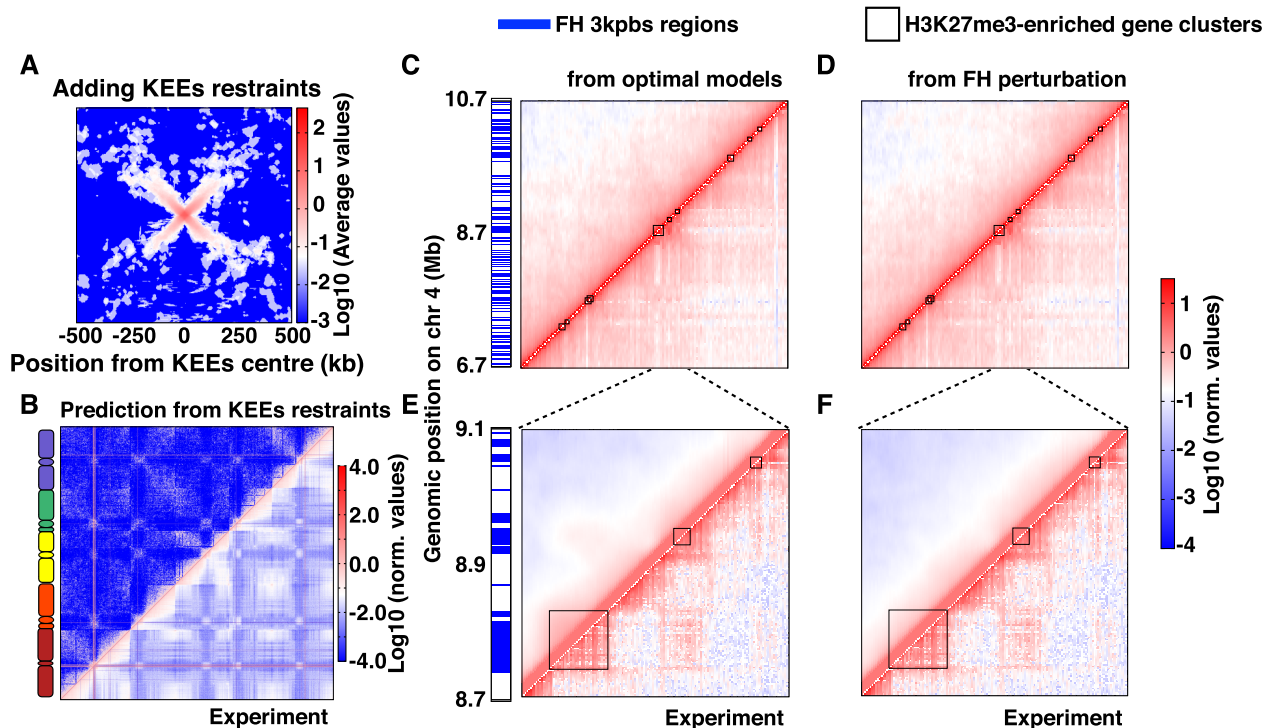 FH 3kpbs regions
H3K27me3-enriched gene clusters
A
Adding KEEs restraints
2
1
0
-1
-2
-3
Log10 (Average values)
-500 -250 0 250 500
Position from KEEs centre (kb)
B
Prediction from KEEs restraints
4.0
2.0
0.0
-2.0
-4.0
Log10 (norm. values)
Experiment
C
from optimal models
10.7
8.7
6.7
Genomic position on chr 4 (Mb)
D
from FH perturbation
E
9.1
8.9
8.7
Experiment
F
Experiment
1
0
-1
-2
-3
-4
Log10 (norm. values)